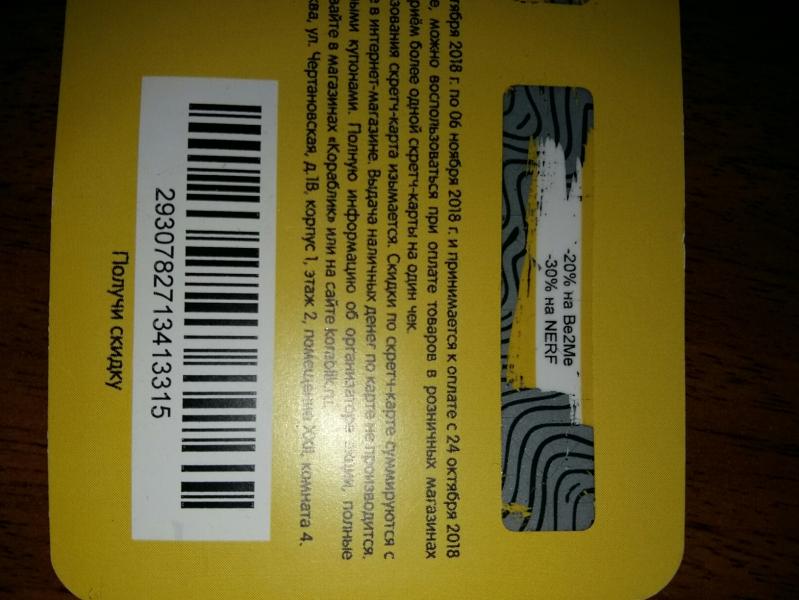 -20% на Be2Me
-30% на NERF
тября 2018 г. по 06 ноября 2018 г. и принимается к оплате с 24 октября 2018
е, можно воспользоваться при оплате товаров в розничных магазинах
риём более одной скретч-карты на один чек.
зования скретч-карта изымается. Скидки по скретч-карте суммируются с
е в интернет-магазине. Выдача наличных денег по карте не производится.
ыми купонами. Полную информацию об организаторе акции, полные
вайте в магазинах «Кораблик» или на сайте korablik.ru.
ква, ул. Чертановская, д.1В, корпус 1, этаж 2, помещение XXII, комната 4.
2930782713413315
Получи скидку